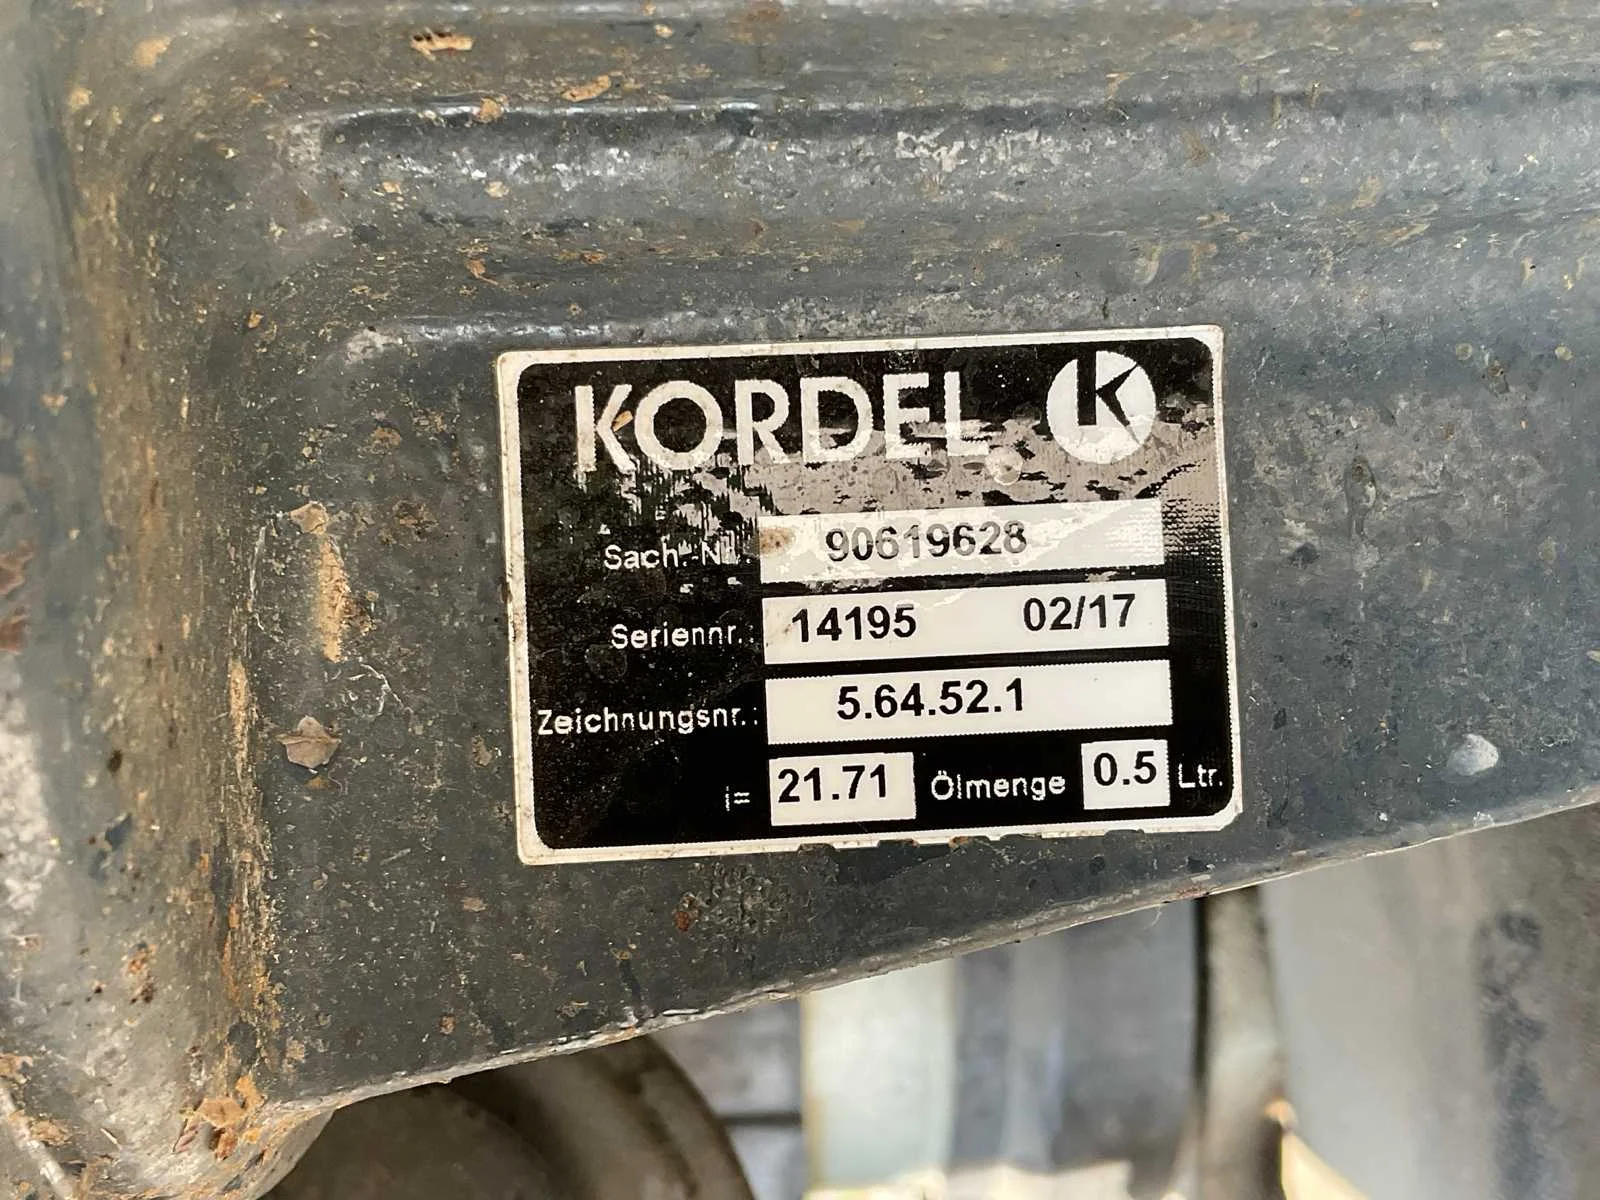 KORDEL K
Sach.-Nr.: 90619628
Seriennr.: 14195 02/17
Zeichnungsnr.: 5.64.52.1
i= 21.71 Ölmenge 0.5 Ltr.